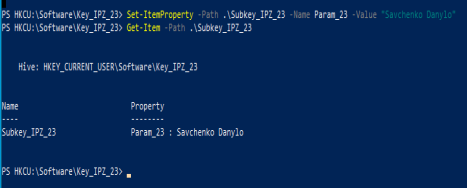 PS HKCU:\Software\Key_IPZ_23> Set-ItemProperty -Path .\Subkey_IPZ_23 -Name Param_23 -Value "Savchenko Danylo"
PS HKCU:\Software\Key_IPZ_23> Get-Item -Path .\Subkey_IPZ_23
Hive: HKEY_CURRENT_USER\Software\Key_IPZ_23
Name Property
---- --------
Subkey_IPZ_23 Param_23 : Savchenko Danylo
PS HKCU:\Software\Key_IPZ_23>